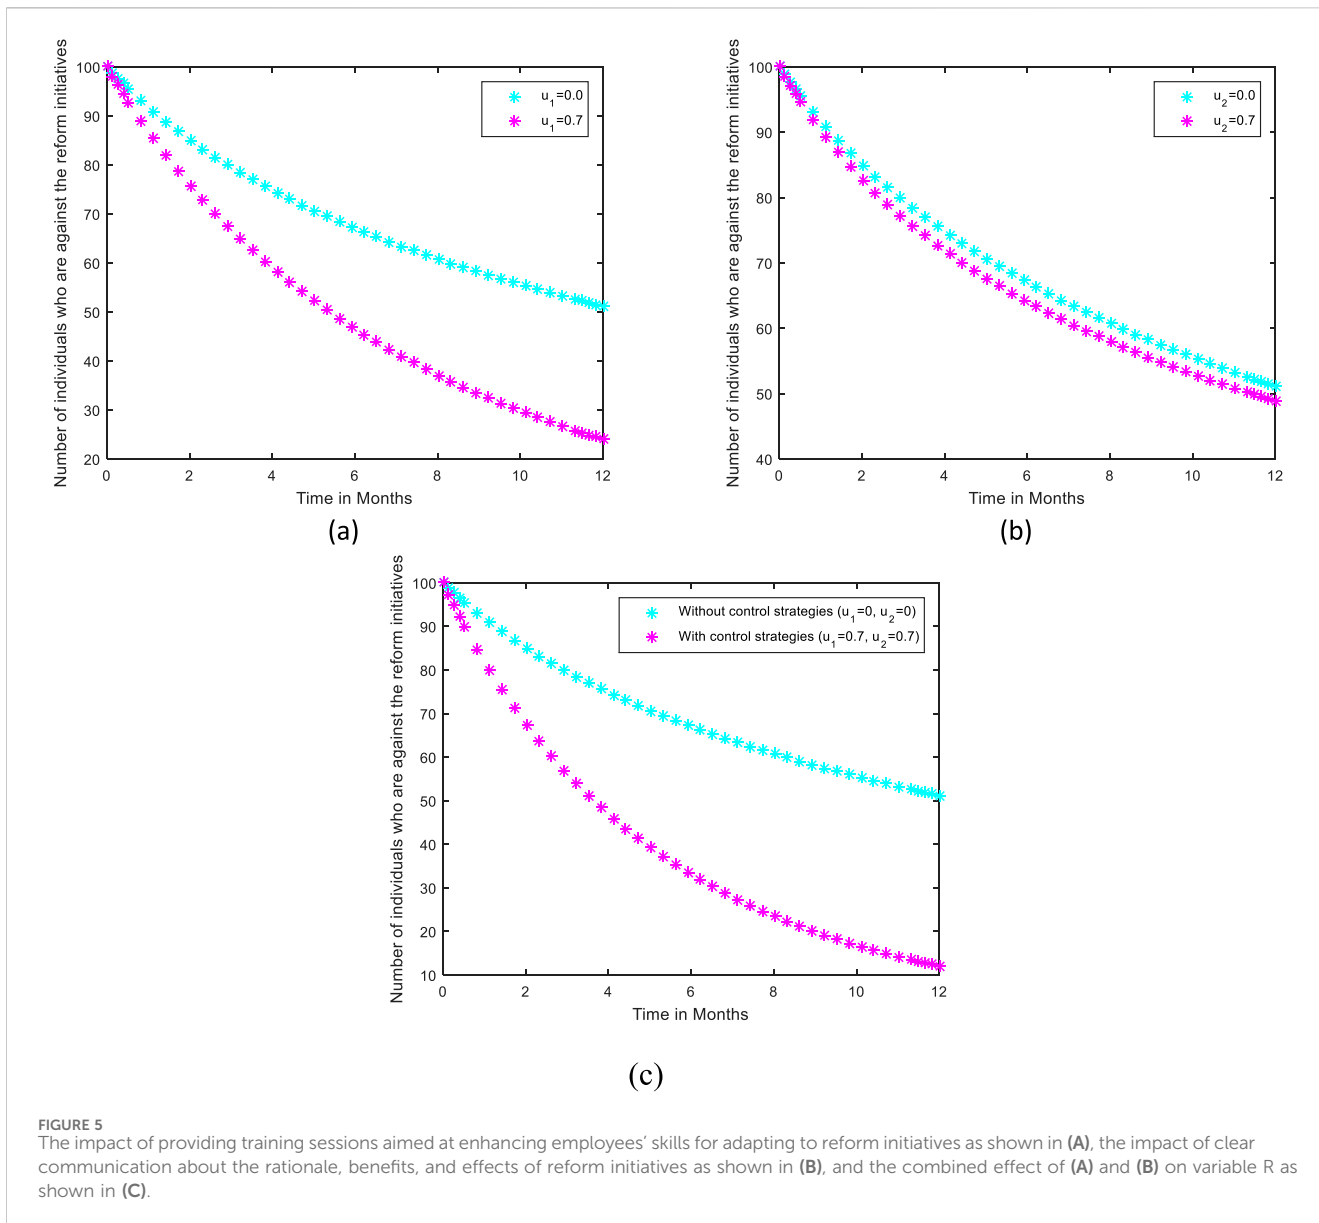 Number of individuals who are against the reform initiatives
100
90
80
70
60
50
40
30
20
0 2 4 6 8 10 12
Time in Months
u1=0.0
u1=0.7
(a)
Number of individuals who are against the reform initiatives
100
90
80
70
60
50
40
0 2 4 6 8 10 12
Time in Months
u2=0.0
u2=0.7
(b)
Number of individuals who are against the reform initiatives
100
90
80
70
60
50
40
30
20
10
0 2 4 6 8 10 12
Time in Months
Without control strategies (u1=0, u2=0)
With control strategies (u1=0.7, u2=0.7)
(c)
FIGURE 5
The impact of providing training sessions aimed at enhancing employees' skills for adapting to reform initiatives as shown in (A), the impact of clear
communication about the rationale, benefits, and effects of reform initiatives as shown in (B), and the combined effect of (A) and (B) on variable R as
shown in (C).